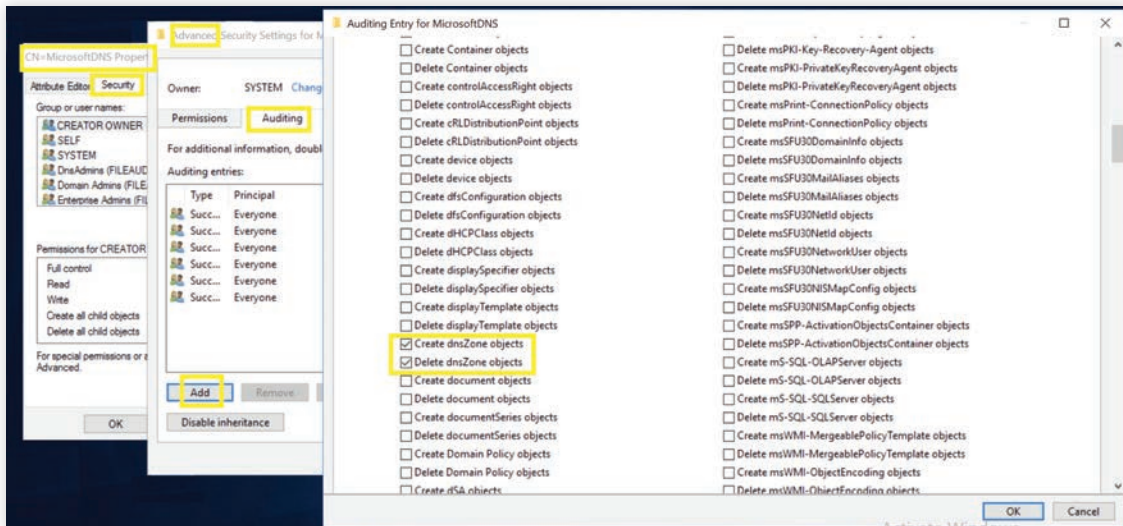 CN=MicrosoftDNS Propert
Attribute Editor Security
Group or user names:
CREATOR OWNER
SELF
SYSTEM
DnsAdmins (FILEAUD
Domain Admins (FILE
Enterprise Admins (FIL
Permissions for CREATOR
Full control
Read
Write
Create all child objects
Delete all child objects
For special permissions or a
Advanced.
OK
Advanced Security Settings for M
Owner: SYSTEM Chang
Permissions Auditing
For additional information, doubl
Auditing entries:
Type Principal
Succ... Everyone
Succ... Everyone
Succ... Everyone
Succ... Everyone
Succ... Everyone
Succ... Everyone
Add Remove
Disable inheritance
Auditing Entry for MicrosoftDNS
Create Container objects
Delete Container objects
Create controlAccessRight objects
Delete controlAccessRight objects
Create cRLDistributionPoint objects
Delete cRLDistributionPoint objects
Create device objects
Delete device objects
Create dfsConfiguration objects
Delete dfsConfiguration objects
Create dHCPClass objects
Delete dHCPClass objects
Create displaySpecifier objects
Delete displaySpecifier objects
Create displayTemplate objects
Delete displayTemplate objects
Create dnsZone objects
Delete dnsZone objects
Create document objects
Delete document objects
Create documentSeries objects
Delete documentSeries objects
Create Domain Policy objects
Delete Domain Policy objects
Create dSA objects
Delete msPKI-Key-Recovery-Agent objects
Create msPKI-PrivateKeyRecoveryAgent objects
Delete msPKI-PrivateKeyRecoveryAgent objects
Create msPrint-ConnectionPolicy objects
Delete msPrint-ConnectionPolicy objects
Create msSFU30DomainInfo objects
Delete msSFU30DomainInfo objects
Create msSFU30MailAliases objects
Delete msSFU30MailAliases objects
Create msSFU30NetId objects
Delete msSFU30NetId objects
Create msSFU30NetworkUser objects
Delete msSFU30NetworkUser objects
Create msSFU30NISMapConfig objects
Delete msSFU30NISMapConfig objects
Create msSPP-ActivationObjectsContainer objects
Delete msSPP-ActivationObjectsContainer objects
Create mS-SQL-OLAPServer objects
Delete mS-SQL-OLAPServer objects
Create mS-SQL-SQLServer objects
Delete mS-SQL-SQLServer objects
Create msWMI-MergeablePolicyTemplate objects
Delete msWMI-MergeablePolicyTemplate objects
Create msWMI-ObjectEncoding objects
Delete msWMI-ObjectEncoding objects
OK Cancel
Activate Windows